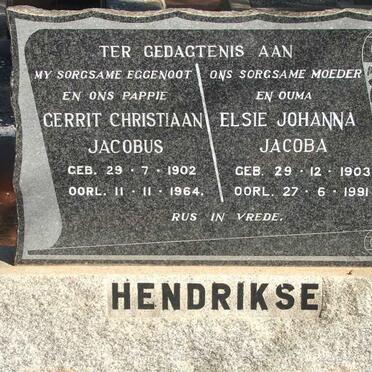 TER GEDAGTENIS AAN
MY SORGSAME EGGENOOT
EN ONS PAPPIE
GERRIT CHRISTIAAN
JACOBUS
GEB. 29 · 7 · 1902
OORL. 11 · 11 · 1964.
ONS SORGSAME MOEDER
EN OUMA
ELSIE JOHANNA
JACOBA
GEB. 29 · 12 · 1903
OORL. 27 · 6 · 1991
RUS IN VREDE.
HENDRIKSE